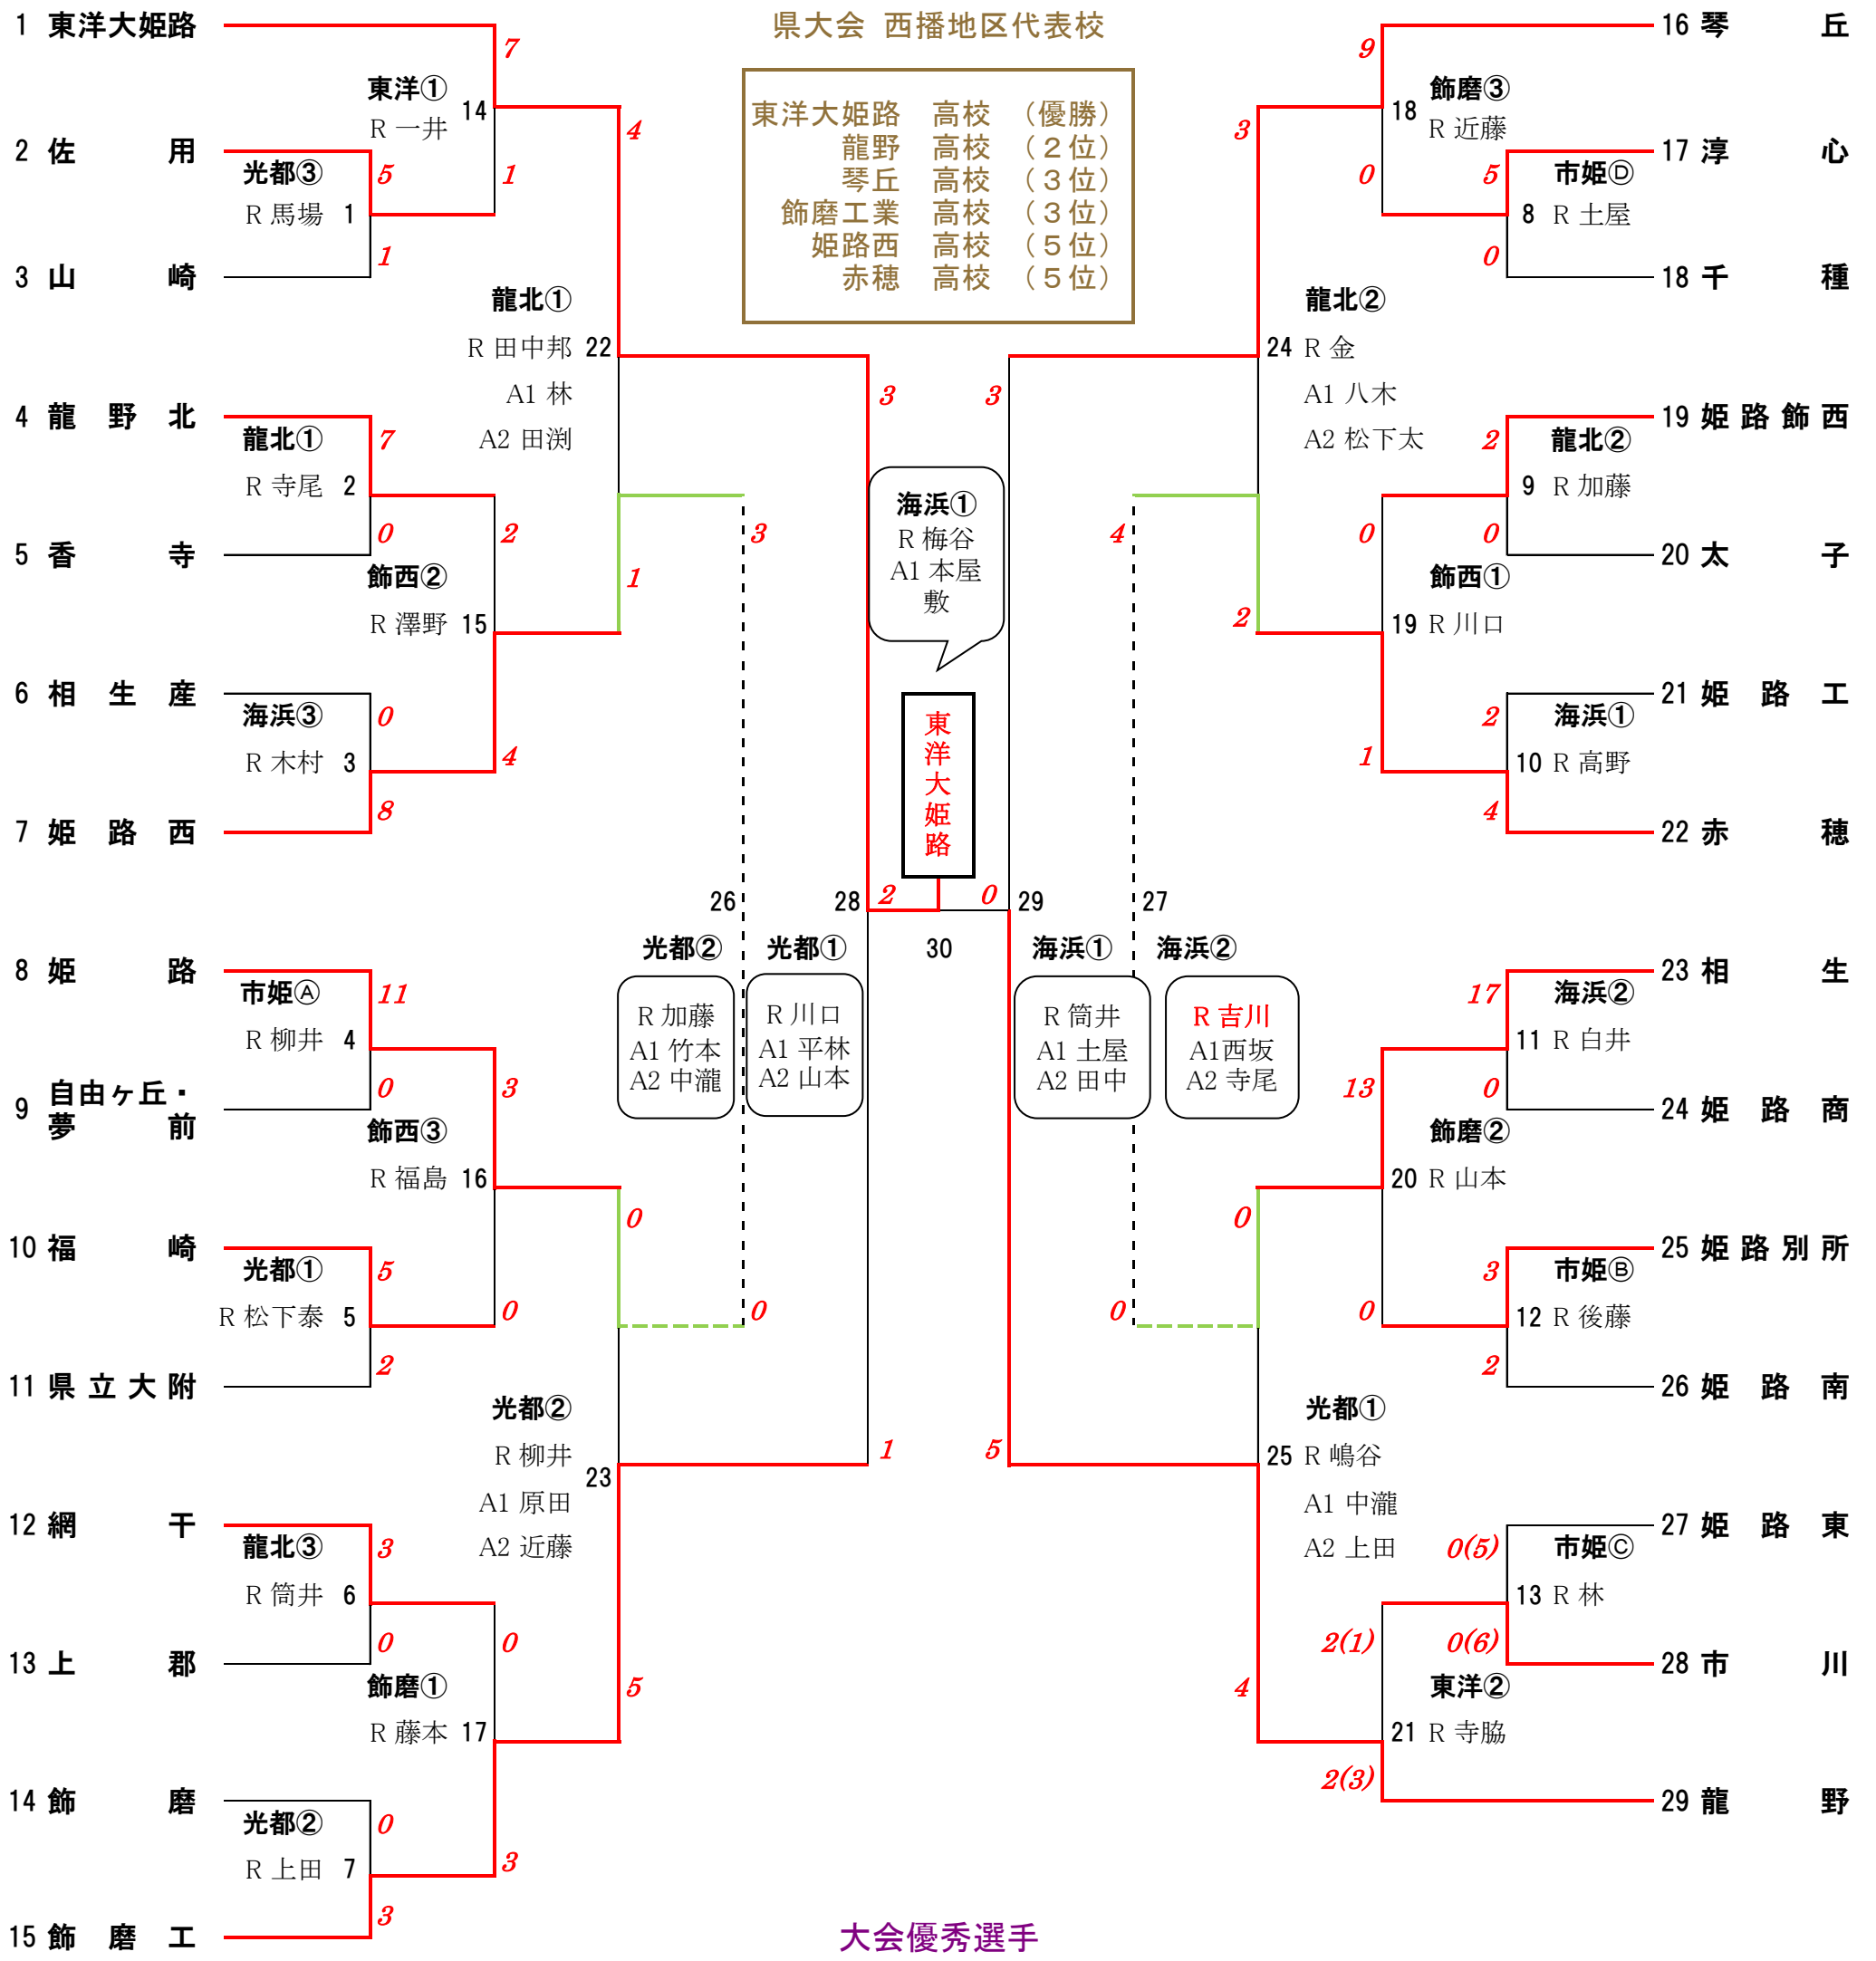 県大会 西播地区代表校
東洋大姫路 高校 (優勝)
龍野 高校 (２位)
琴丘 高校 (３位)
飾磨工業 高校 (３位)
姫路西 高校 (５位)
赤穂 高校 (５位)
1 東洋大姫路
7
東洋①
R 一井 14
4
2 佐用
光都③
5
1
R 馬場 1
1
3 山崎
龍北①
R 田中邦 22
A1 林
A2 田渕
3
4 龍野北
龍北①
7
R 寺尾 2
0
2
3
5 香寺
飾西②
1
R 澤野 15
6 相生産
海浜③
0
R 木村 3
4
8
7 姫路西
26
28
2
光都②
光都①
R 加藤
A1 竹本
A2 中瀧
R 川口
A1 平林
A2 山本
8 姫路
市姫Ⓐ
11
R 柳井 4
0
3
9 自由ヶ丘・
夢前
飾西③
R 福島 16
0
10 福崎
光都①
5
0
0
R 松下泰 5
2
11 県立大附
光都②
R 柳井
23
A1 原田
A2 近藤
1
12 網干
龍北③
3
R 筒井 6
0
0
13 上郡
飾磨①
5
R 藤本 17
14 飾磨
光都②
0
R 上田 7
3
3
15 飾磨工
海浜①
R 梅谷
A1 本屋
敷
東洋大姫路
30
16 琴丘
9
飾磨③
18 R 近藤
3
17 淳心
0
5
市姫Ⓓ
8 R 土屋
0
18 千種
龍北②
24 R 金
A1 八木
A2 松下太
3
19 姫路飾西
2
龍北②
9 R 加藤
4
0
0
20 太子
飾西①
2
19 R 川口
21 姫路工
2
海浜①
1
10 R 高野
4
22 赤穂
0
29
27
海浜①
海浜②
R 筒井
A1 土屋
A2 田中
R 吉川
A1西坂
A2 寺尾
23 相生
17
海浜②
11 R 白井
13
0
24 姫路商
飾磨②
20 R 山本
0
25 姫路別所
3
市姫Ⓑ
0
0
12 R 後藤
2
26 姫路南
光都①
5
25 R 嶋谷
A1 中瀧
A2 上田
27 姫路東
0(5)
市姫Ⓒ
13 R 林
2(1)
0(6)
28 市川
4
東洋②
21 R 寺脇
2(3)
29 龍野
大会優秀選手